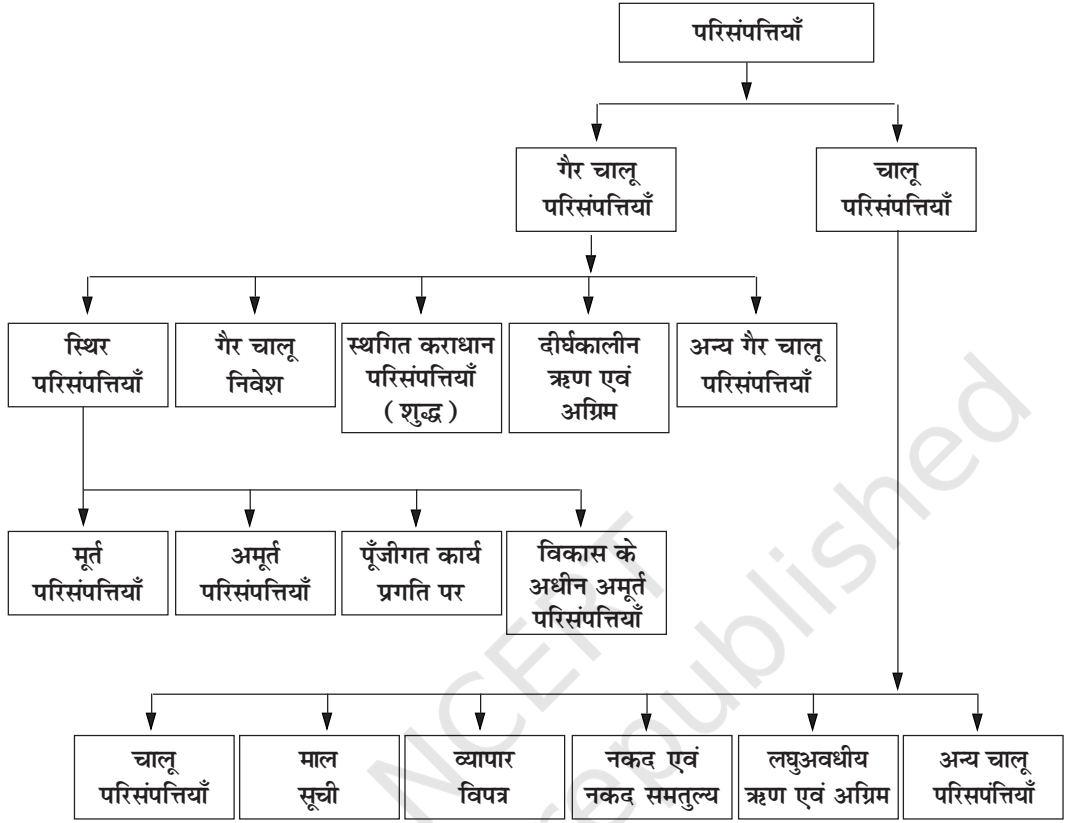 परिसंपत्तियाँ
गैर चालू
परिसंपत्तियाँ
चालू
परिसंपत्तियाँ
स्थिर
परिसंपत्तियाँ
गैर चालू
निवेश
स्थगित कराधान
परिसंपत्तियाँ
( शुद्ध )
दीर्घकालीन
ऋण एवं
अग्रिम
अन्य गैर चालू
परिसंपत्तियाँ
मूर्त
परिसंपत्तियाँ
अमूर्त
परिसंपत्तियाँ
पूँजीगत कार्य
प्रगति पर
विकास के
अधीन अमूर्त
परिसंपत्तियाँ
चालू
परिसंपत्तियाँ
माल
सूची
व्यापार
विपत्र
नकद एवं
नकद समतुल्य
लघुअवधीय
ऋण एवं अग्रिम
अन्य चालू
परिसपंत्तियाँ
NCERT
republished